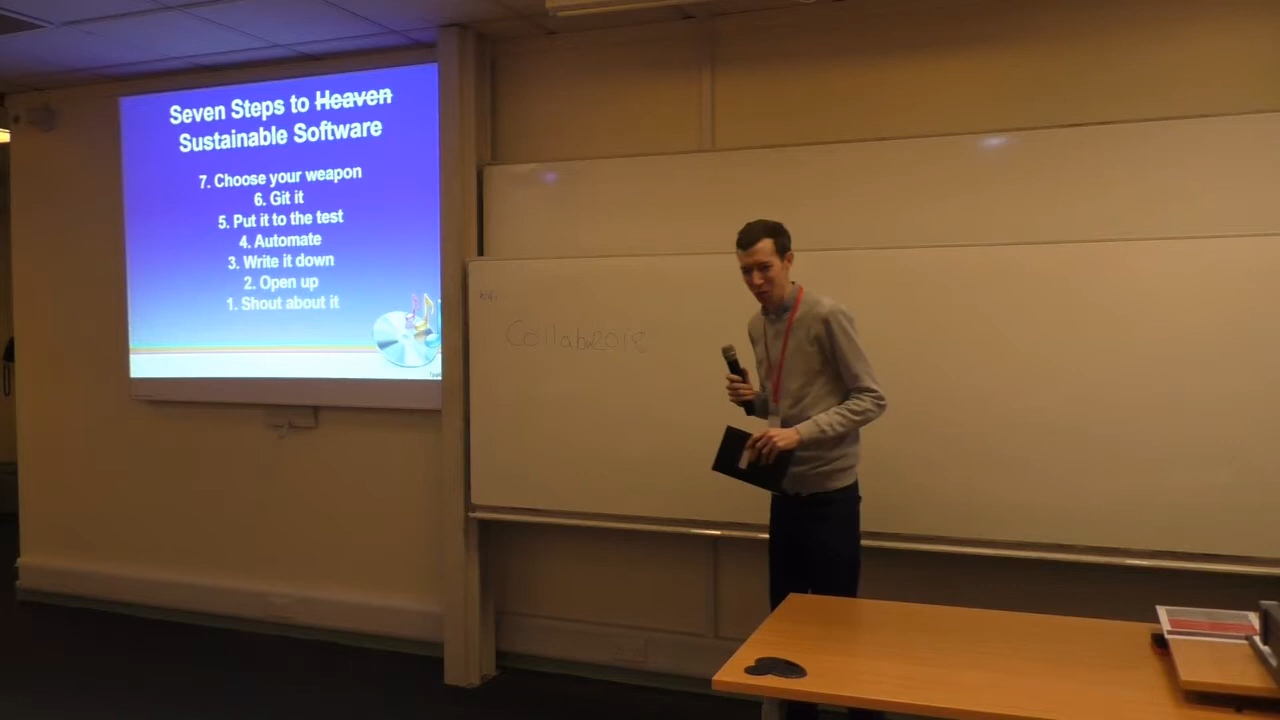 Seven Steps to Heaven
Sustainable Software
7. Choose your weapon
6. Git it
5. Put it to the test
4. Automate
3. Write it down
2. Open up
1. Shout about it